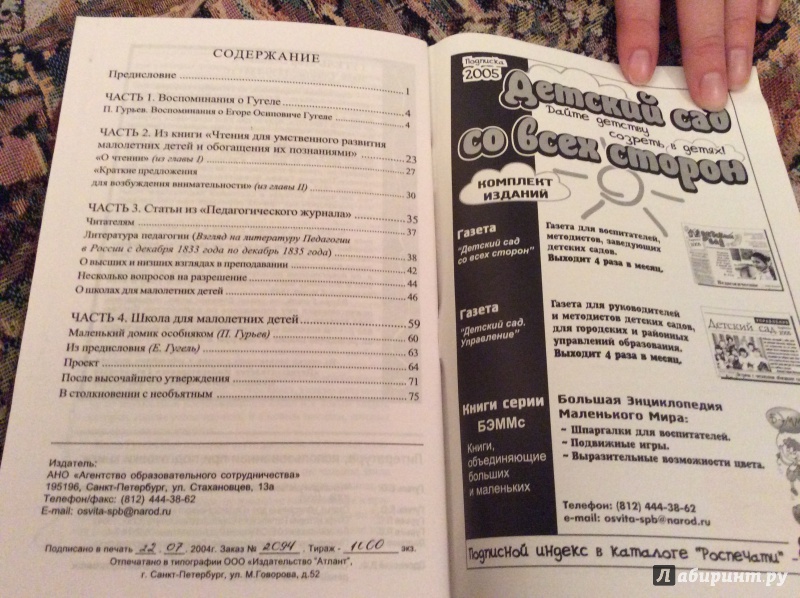 СОДЕРЖАНИЕ
Предисловие 1
ЧАСТЬ 1. Воспоминания о Гугеле 4
П. Гурьев. Воспоминания о Егоре Осиповиче Гугеле 4
ЧАСТЬ 2. Из книги «Чтения для умственного развития
малолетних детей и обогащения их познаниями» 23
«О чтении» (из главы I) 27
«Краткие предложения
для возбуждения внимательности» (из главы II) 30
ЧАСТЬ 3. Статьи из «Педагогического журнала» 35
Читателям 37
Литература педагогии (Взгляд на литературу Педагогии
в России с декабря 1833 года по декабрь 1835 года) 38
О высших и низших взглядах в преподавании 42
Несколько вопросов на разрешение 44
О школах для малолетних детей 46
ЧАСТЬ 4. Школа для малолетних детей 59
Маленький домик особняком (П. Гурьев) 60
Из предисловия (Е. Гугель) 63
Проект 64
После высочайшего утверждения 71
В столкновении с необъятным 75
Издатель:
АНО «Агентство образовательного сотрудничества»
195196, Санкт-Петербург, ул. Стахановцев, 13а
Телефон/факс: (812) 444-38-62
E-mail: osvita-spb@narod.ru
Подписано в печать 22.07.2004г. Заказ № 2094. Тираж - 1100 экз.
Отпечатано в типографии ООО «Издательство "Атлант",
г. Санкт-Петербург, ул. М.Говорова, д.52
Подписка
2005
Детский сад
Дайте детству
созреть в детях!
со всех сторон
КОМПЛЕКТ
ИЗДАНИЙ
Газета
"Детский сад
со всех сторон"
Газета для воспитателей,
методистов, заведующих
детских садов.
Выходит 4 раза в месяц.
Газета
"Детский сад.
Управление"
Газета для руководителей
и методистов детских садов,
для городских и районных
управлений образования.
Выходит 4 раза в месяц.
Детский сад
Книги серии
БЭММс
Книги,
объединяющие
больших
и маленьких
Большая Энциклопедия
Маленького Мира:
- Шпаргалки для воспитателей.
- Подвижные игры.
- Выразительные возможности цвета.
Телефон: (812) 444-38-62
e-mail: osvita-spb@narod.ru
Подписной индекс в каталоге "Роспечати"
Лабиринт.ру